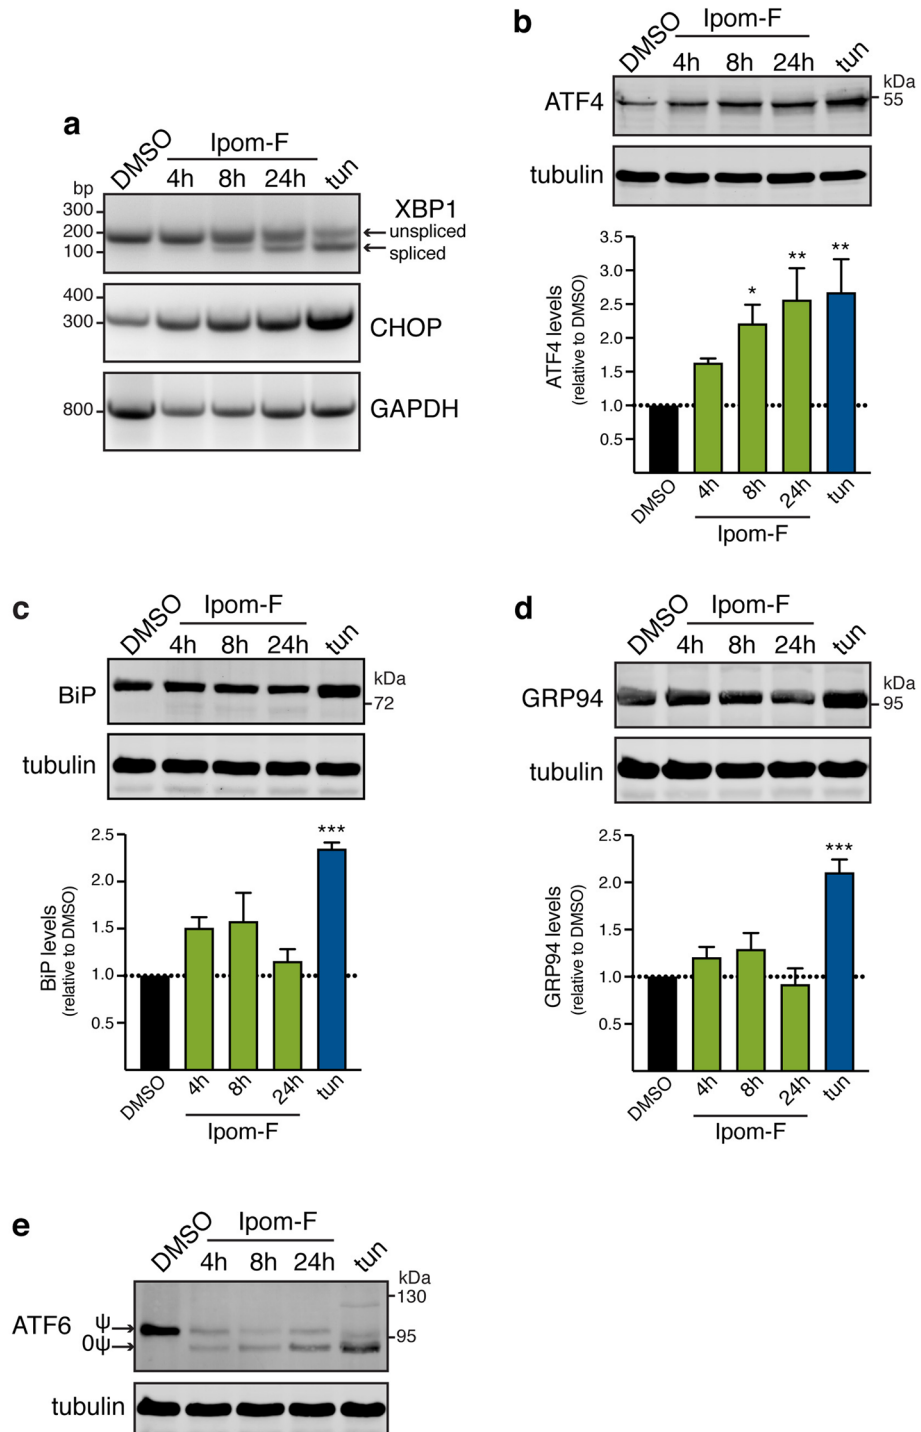 a
DMSO
Ipom-F
4h 8h 24h
tun
bp
300
200
100
XBP1
←unspliced
←spliced
400
300
CHOP
800
GAPDH
b
DMSO
Ipom-F
4h 8h 24h
tun
kDa
55
ATF4
tubulin
3.5
3.0
2.5
2.0
1.5
1.0
0.5
ATF4 levels
(relative to DMSO)
* ** **
DMSO 4h 8h 24h tun
Ipom-F
c
DMSO
Ipom-F
4h 8h 24h
tun
kDa
72
BiP
tubulin
2.5
2.0
1.5
1.0
0.5
BiP levels
(relative to DMSO)
***
DMSO 4h 8h 24h tun
Ipom-F
d
DMSO
Ipom-F
4h 8h 24h
tun
kDa
95
GRP94
tubulin
2.5
2.0
1.5
1.0
0.5
GRP94 levels
(relative to DMSO)
***
DMSO 4h 8h 24h tun
Ipom-F
e
DMSO
Ipom-F
4h 8h 24h
tun
kDa
130
95
ATF6
ψ→
0ψ→
tubulin